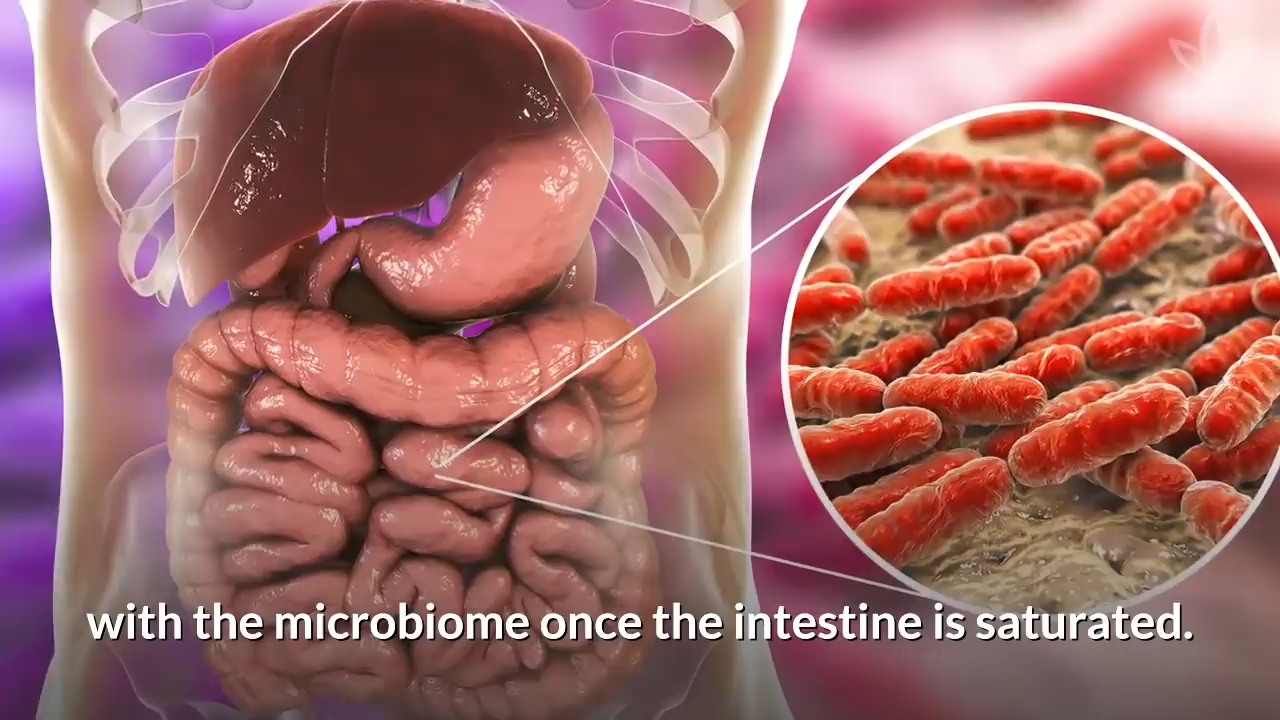 with the microbiome once the intestine is saturated.